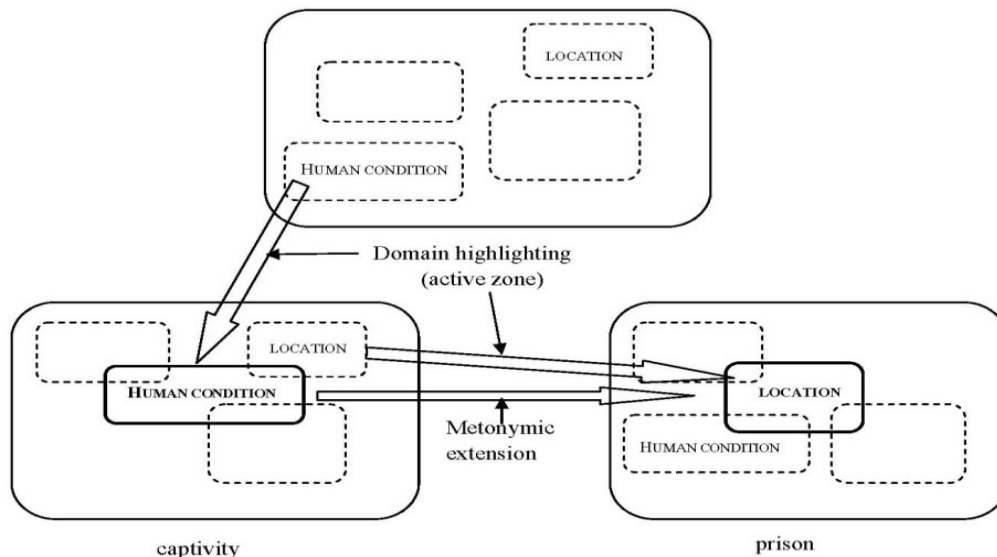 LOCATION
HUMAN CONDITION
Domain highlighting
(active zone)
LOCATION
HUMAN CONDITION
LOCATION
Metonymic
extension
HUMAN CONDITION
captivity
prison